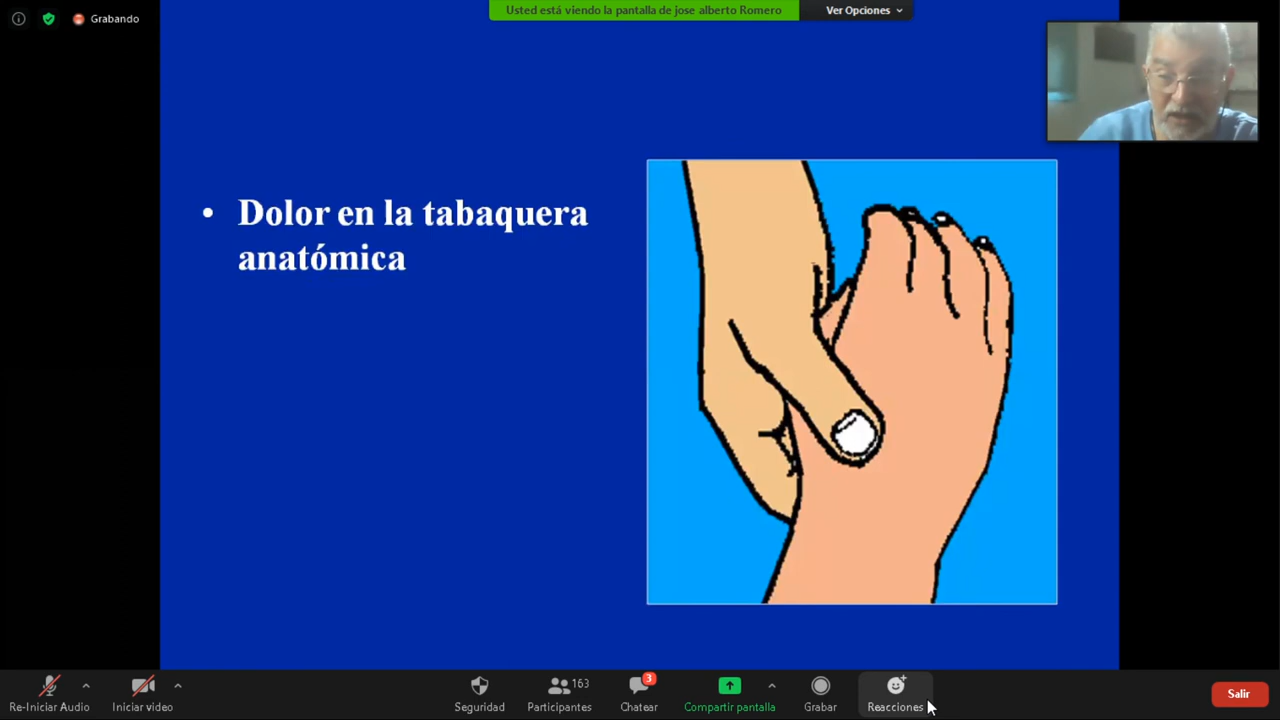 Grabando
Usted está viendo la pantalla de jose alberto Romero
Ver Opciones
• Dolor en la tabaquera
anatómica
Re-Iniciar Audio
Iniciar video
Seguridad
163
Participantes
3
Chatear
Compartir pantalla
Grabar
Reacciones
Salir